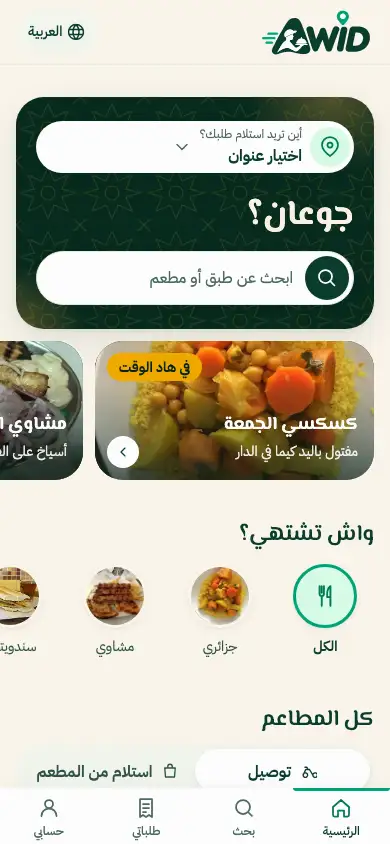 AWID
العربية
أين تريد استلام طلبك؟
اختيار عنوان
جوعان؟
ابحث عن طبق أو مطعم
في هاد الوقت
كسكسي الجمعة
مفتول باليد كيما في الدار
مشاوي
أسياخ على
واش تشتهي؟
الكل
جزائري
مشاوي
كل المطاعم
توصيل
استلام من المطعم
الرئيسية
بحث
طلباتي
حسابي